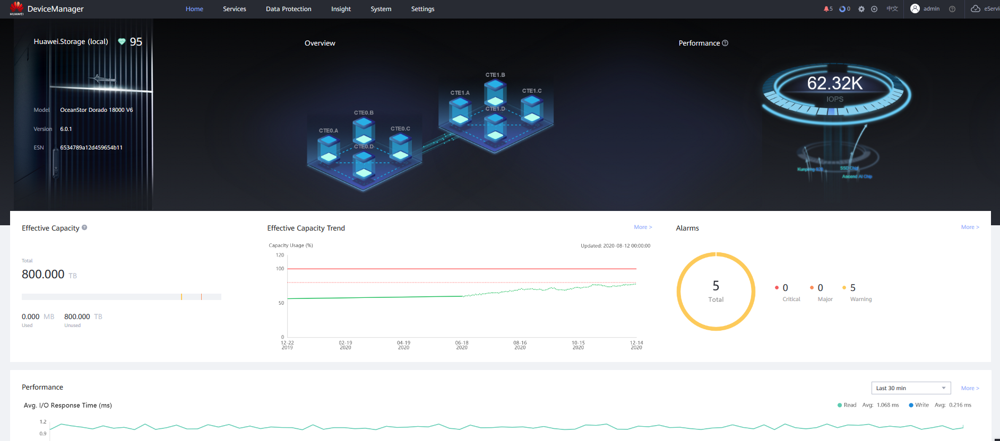 HUAWEI
DeviceManager
Home Services Data Protection Insight System Settings
5 0 中文 admin eServi
Huawei.Storage (local) 95
Model OceanStor Dorado 18000 V6
Version 6.0.1
ESN 6534789a12d459654b11
Overview
CTE1.B
CTE1.A
CTE1.C
CTE1.D
CTE0.B
CTE0.A
CTE0.C
CTE0.D
Performance
62.32K
IOPS
SSD Chip
Ascend AI Chip
Effective Capacity
Total
800.000 TB
0.000 MB 800.000 TB
Used Unused
Effective Capacity Trend More >
Capacity Usage (%) Updated: 2020-08-12 00:00:00
120
100
50
0
12-22 02-19 04-19 06-18 08-16 10-15 12-14
2019 2020 2020 2020 2020 2020 2020
Alarms More >
5
Total
0 0 5
Critical Major Warning
Performance
Last 30 min More >
Avg. I/O Response Time (ms)
Read Avg: 1.068 ms Write Avg: 0.216 ms
1.2
0.9